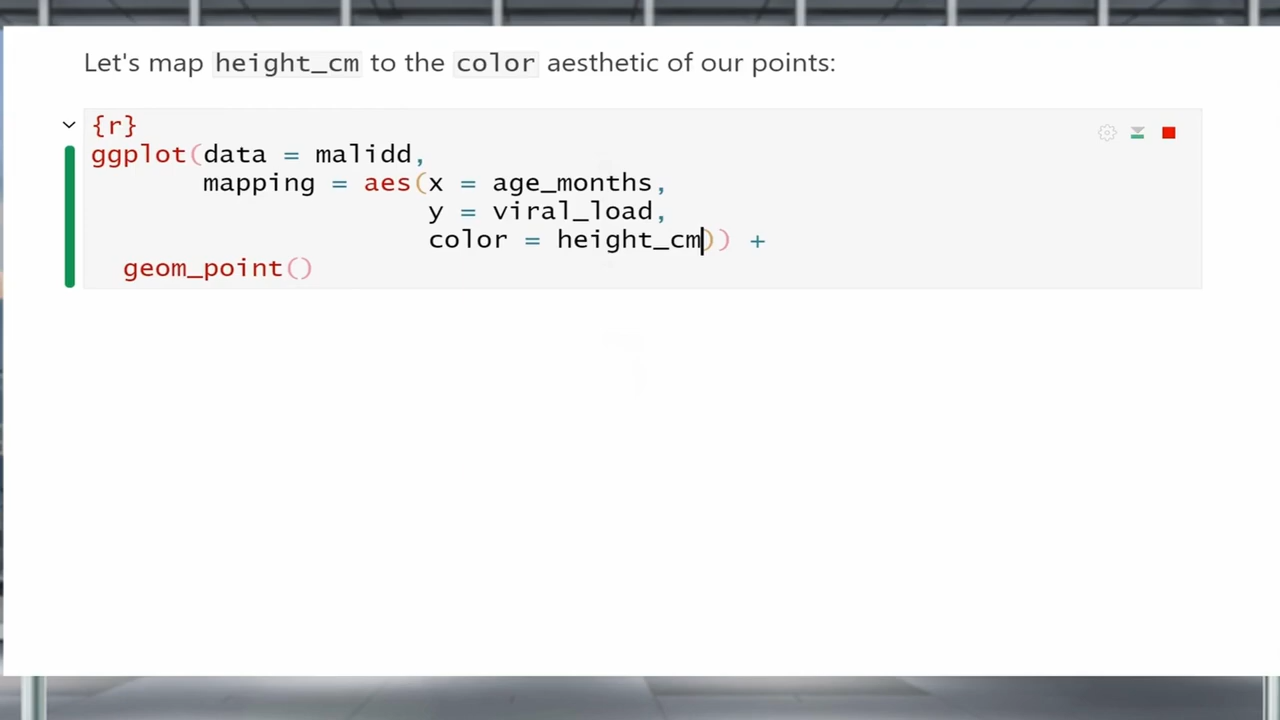 Let's map height_cm to the color aesthetic of our points:
{r}
ggplot(data = malidd,
mapping = aes(x = age_months,
y = viral_load,
color = height_cm)) +
geom_point()